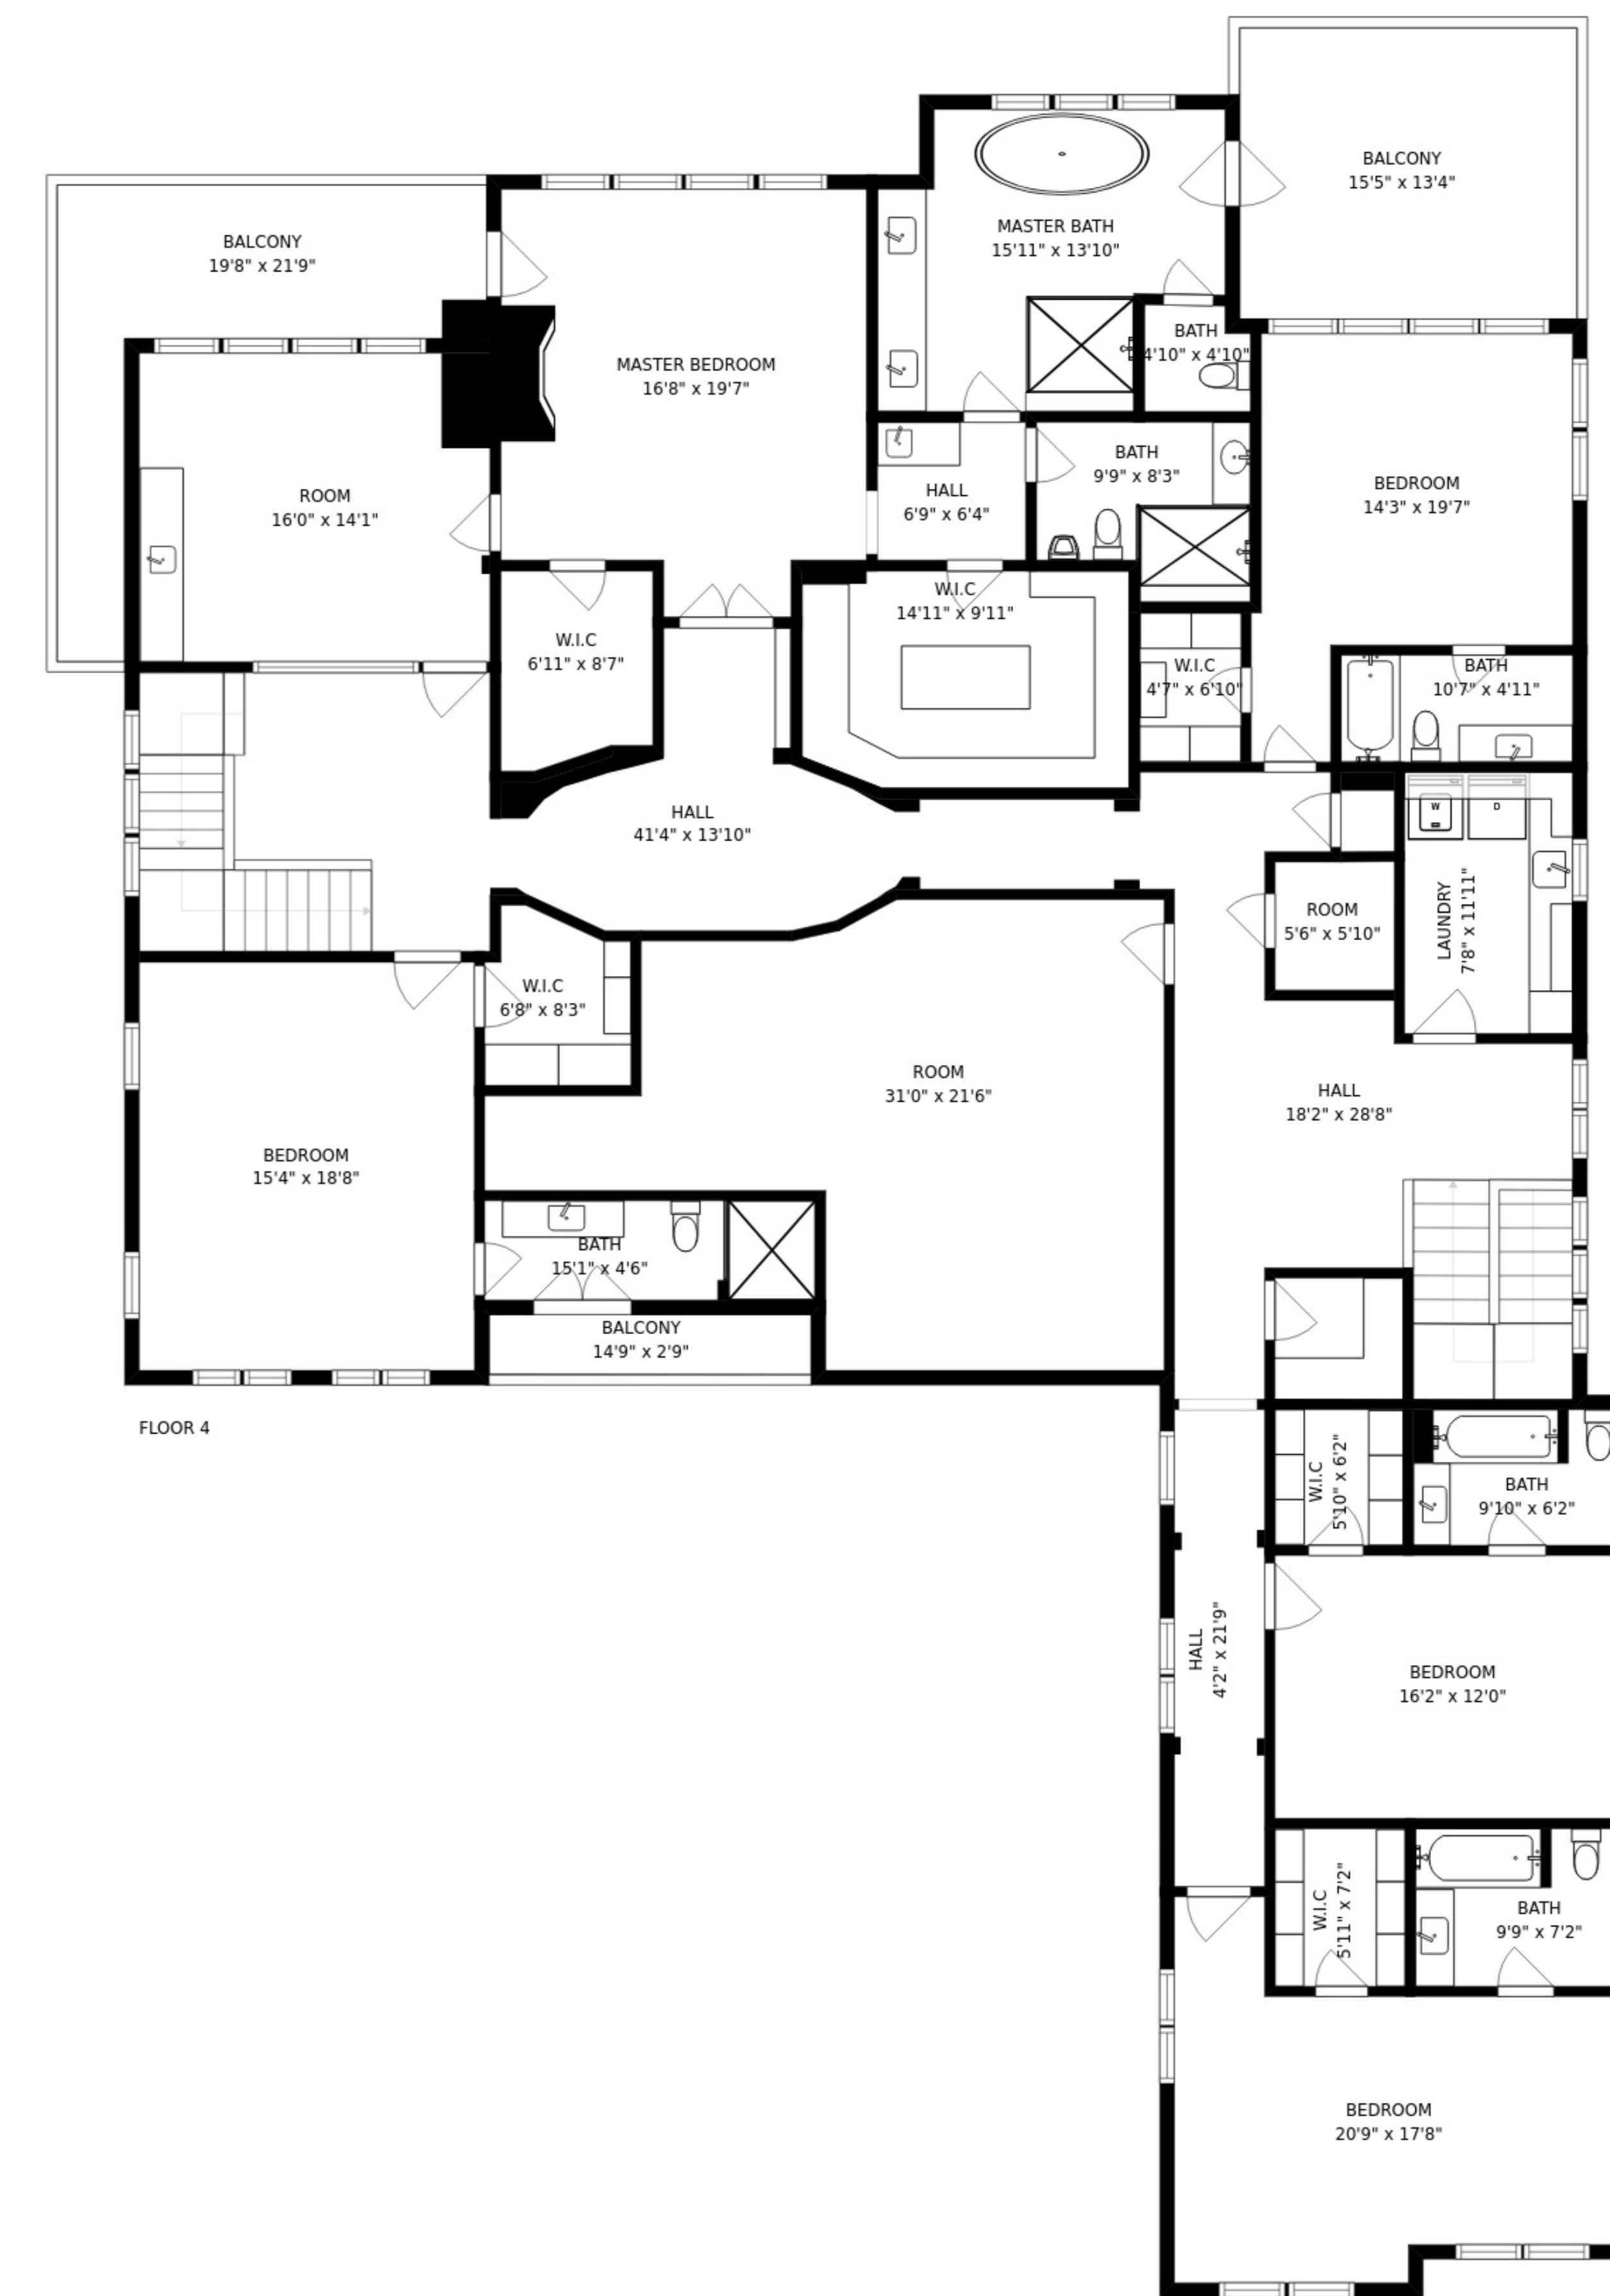 BALCONY
15'5" x 13'4"
MASTER BATH
15'11" x 13'10"
BALCONY
19'8" x 21'9"
BATH
4'10" x 4'10"
MASTER BEDROOM
16'8" x 19'7"
BATH
9'9" x 8'3"
BEDROOM
14'3" x 19'7"
HALL
6'9" x 6'4"
ROOM
16'0" x 14'1"
W.I.C
14'11" x 9'11"
W.I.C
6'11" x 8'7"
W.I.C
4'7" x 6'10"
BATH
10'7" x 4'11"
HALL
41'4" x 13'10"
W
D
LAUNDRY
7'8" x 11'11"
ROOM
5'6" x 5'10"
W.I.C
6'8" x 8'3"
ROOM
31'0" x 21'6"
HALL
18'2" x 28'8"
BEDROOM
15'4" x 18'8"
BATH
15'1" x 4'6"
BALCONY
14'9" x 2'9"
FLOOR 4
W.I.C
5'10" x 6'2"
BATH
9'10" x 6'2"
HALL
4'2" x 21'9"
BEDROOM
16'2" x 12'0"
W.I.C
5'11" x 7'2"
BATH
9'9" x 7'2"
BEDROOM
20'9" x 17'8"